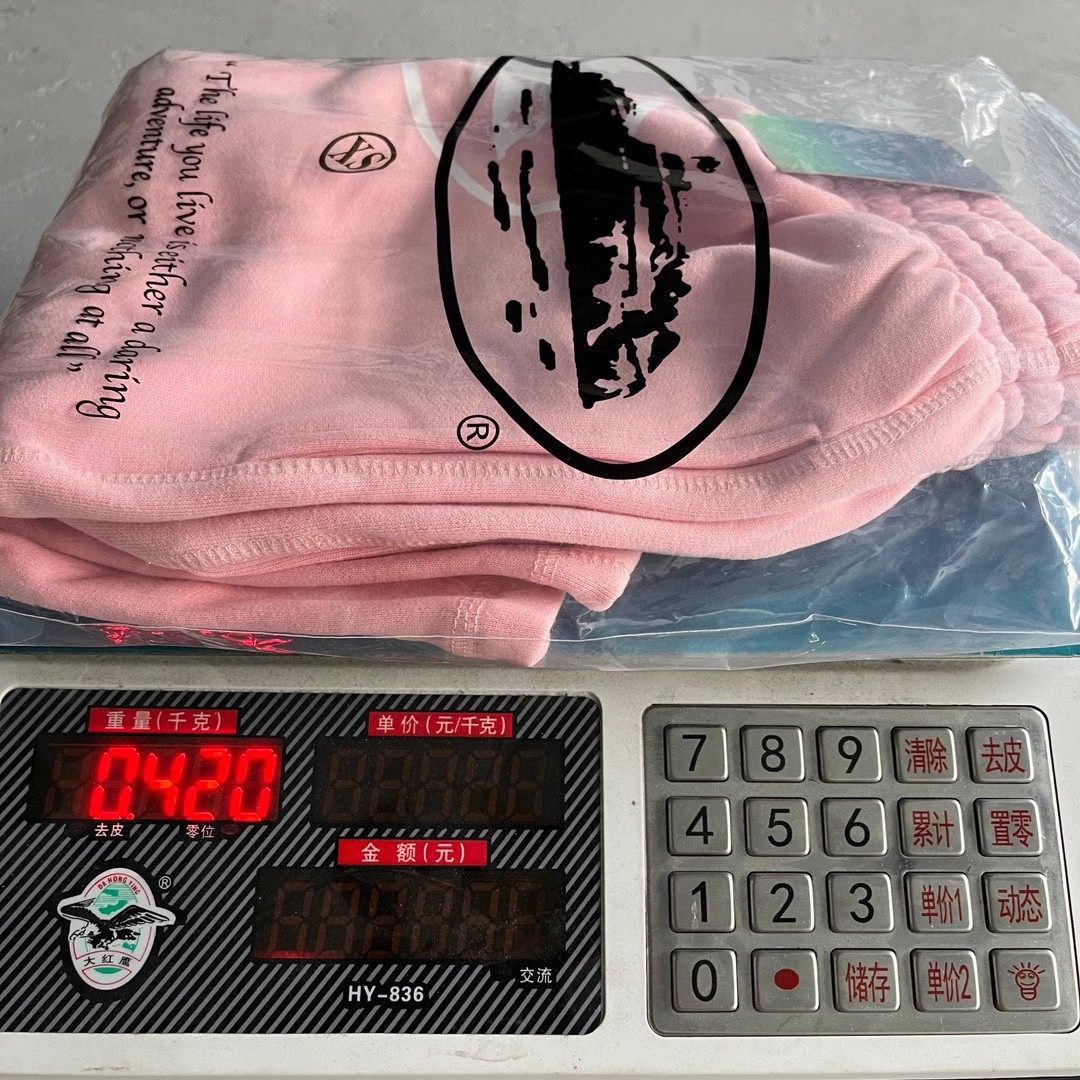 “The life you live is either a daring
adventure, or nothing at all”
XS
®
重量(千克)
单价(元/千克)
0.420
去皮
零位
金额(元)
DA HONG YING
®
大红鹰
交流
HY-836
7 8 9 清除 去皮
4 5 6 累计 置零
1 2 3 单价1 动态
0 储存 单价2